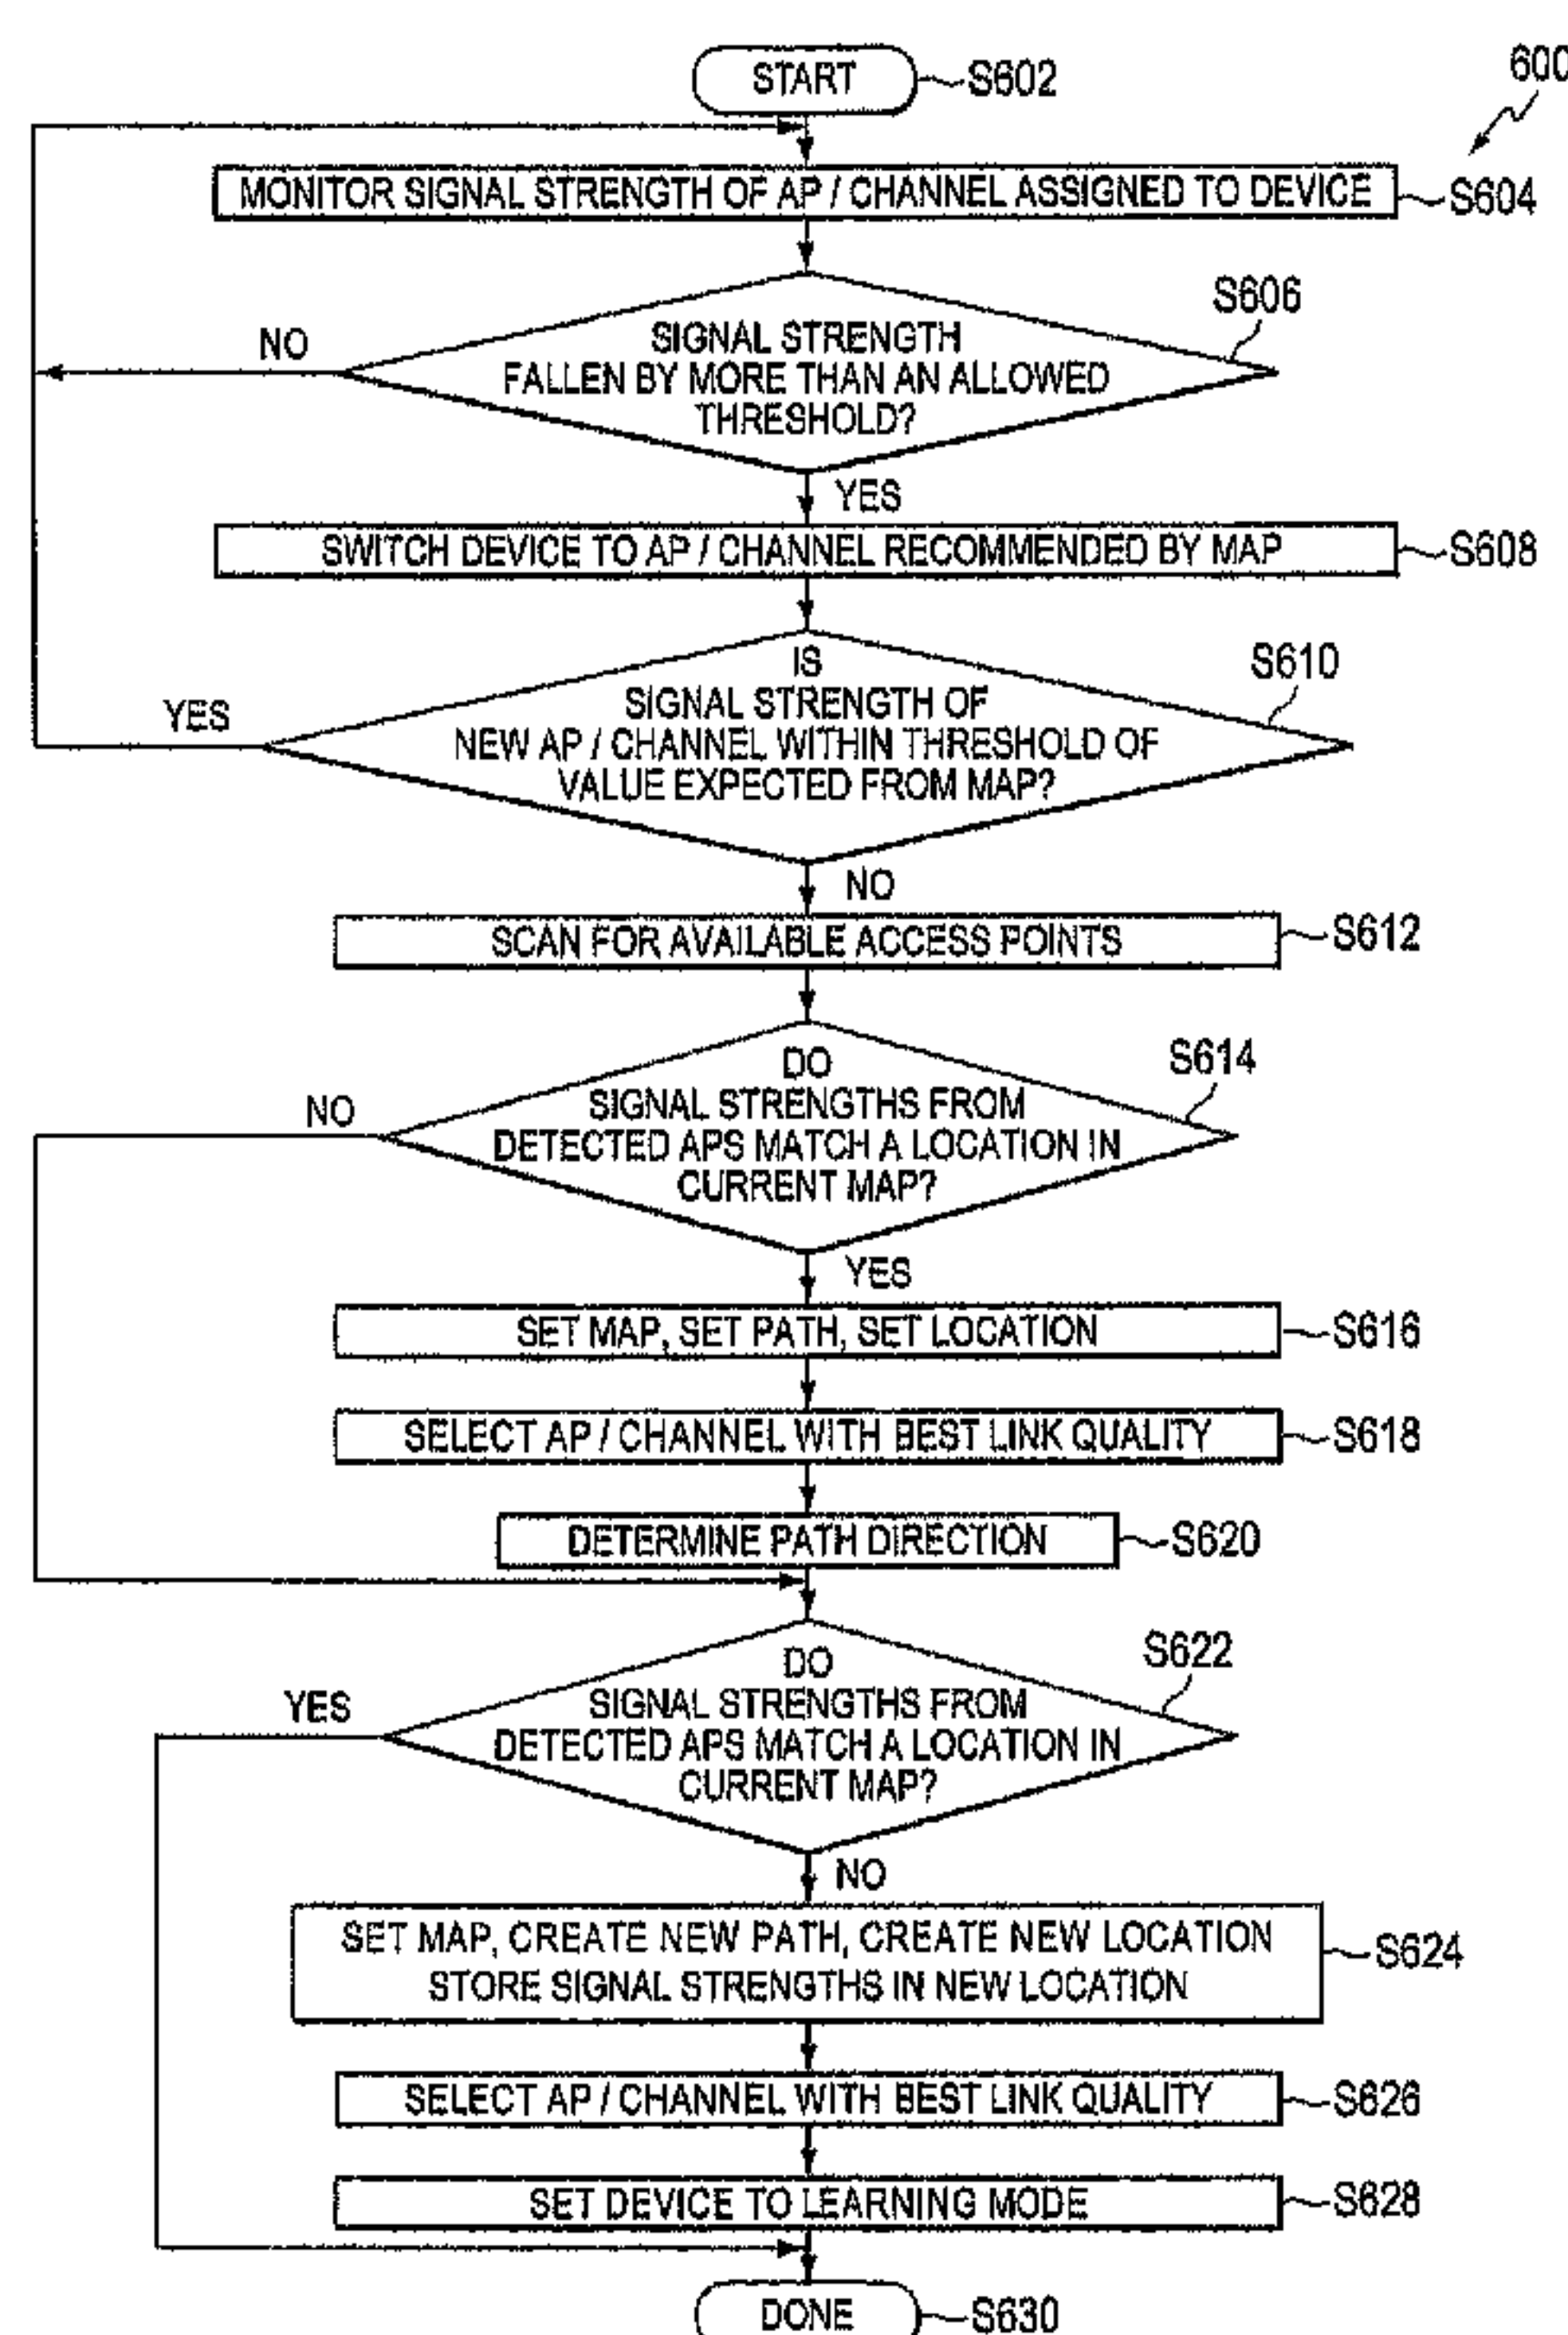 START
S602
600
MONITOR SIGNAL STRENGTH OF AP / CHANNEL ASSIGNED TO DEVICE
S604
S606
SIGNAL STRENGTH
FALLEN BY MORE THAN AN ALLOWED
THRESHOLD?
NO
YES
SWITCH DEVICE TO AP / CHANNEL RECOMMENDED BY MAP
S608
IS
SIGNAL STRENGTH OF
NEW AP / CHANNEL WITHIN THRESHOLD OF
VALUE EXPECTED FROM MAP?
S610
YES
NO
SCAN FOR AVAILABLE ACCESS POINTS
S612
DO
SIGNAL STRENGTHS FROM
DETECTED APS MATCH A LOCATION IN
CURRENT MAP?
S614
NO
YES
SET MAP, SET PATH, SET LOCATION
S616
SELECT AP / CHANNEL WITH BEST LINK QUALITY
S618
DETERMINE PATH DIRECTION
S620
DO
SIGNAL STRENGTHS FROM
DETECTED APS MATCH A LOCATION IN
CURRENT MAP?
S622
YES
NO
SET MAP, CREATE NEW PATH, CREATE NEW LOCATION
STORE SIGNAL STRENGTHS IN NEW LOCATION
S624
SELECT AP / CHANNEL WITH BEST LINK QUALITY
S626
SET DEVICE TO LEARNING MODE
S628
DONE
S630